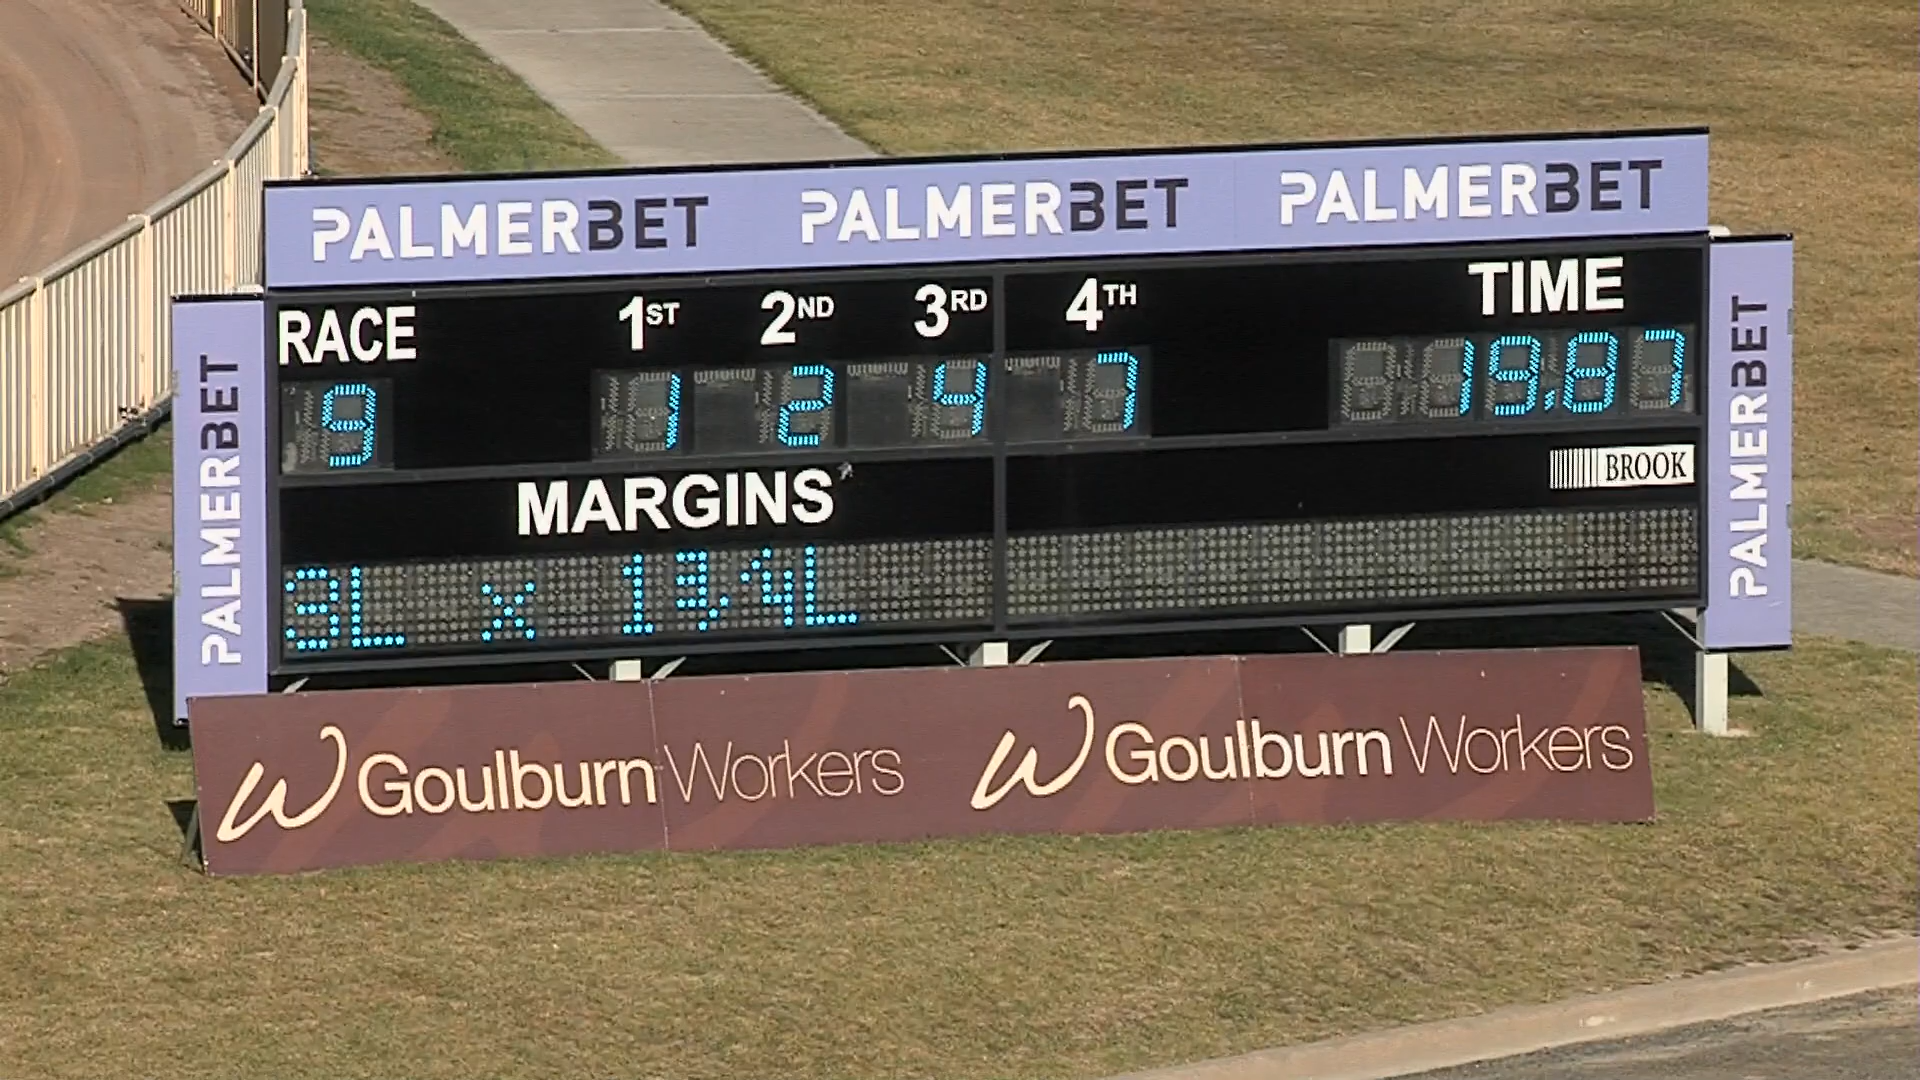 PALMERBET PALMERBET PALMERBET
RACE 1ST 2ND 3RD 4TH TIME
9 1 2 4 7 19.87
BROOK
MARGINS
3L x 1 3/4L
PALMERBET
PALMERBET
Goulburn Workers Goulburn Workers